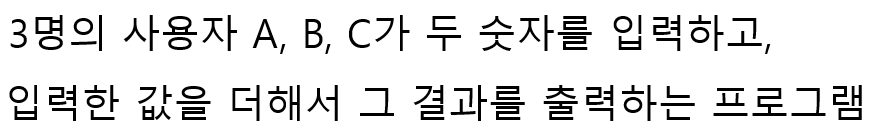 3명의 사용자 A, B, C가 두 숫자를 입력하고,
입력한 값을 더해서 그 결과를 출력하는 프로그램